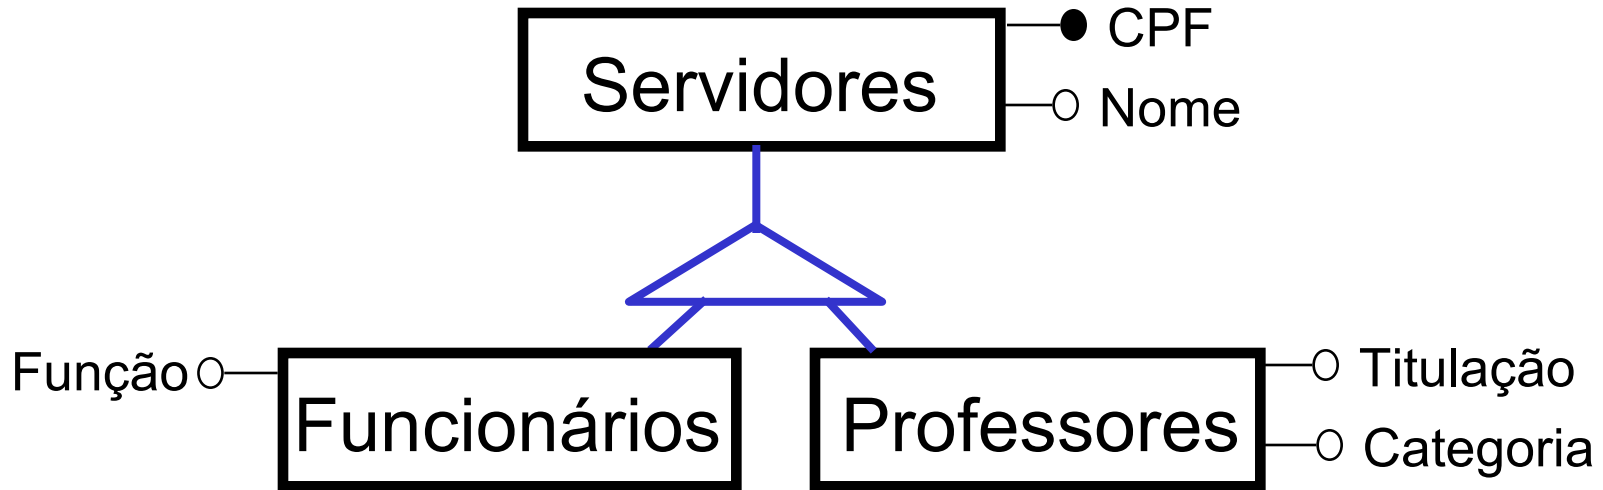 CPF
Servidores
Nome
Função
Titulação
Funcionários
Professores
Categoria